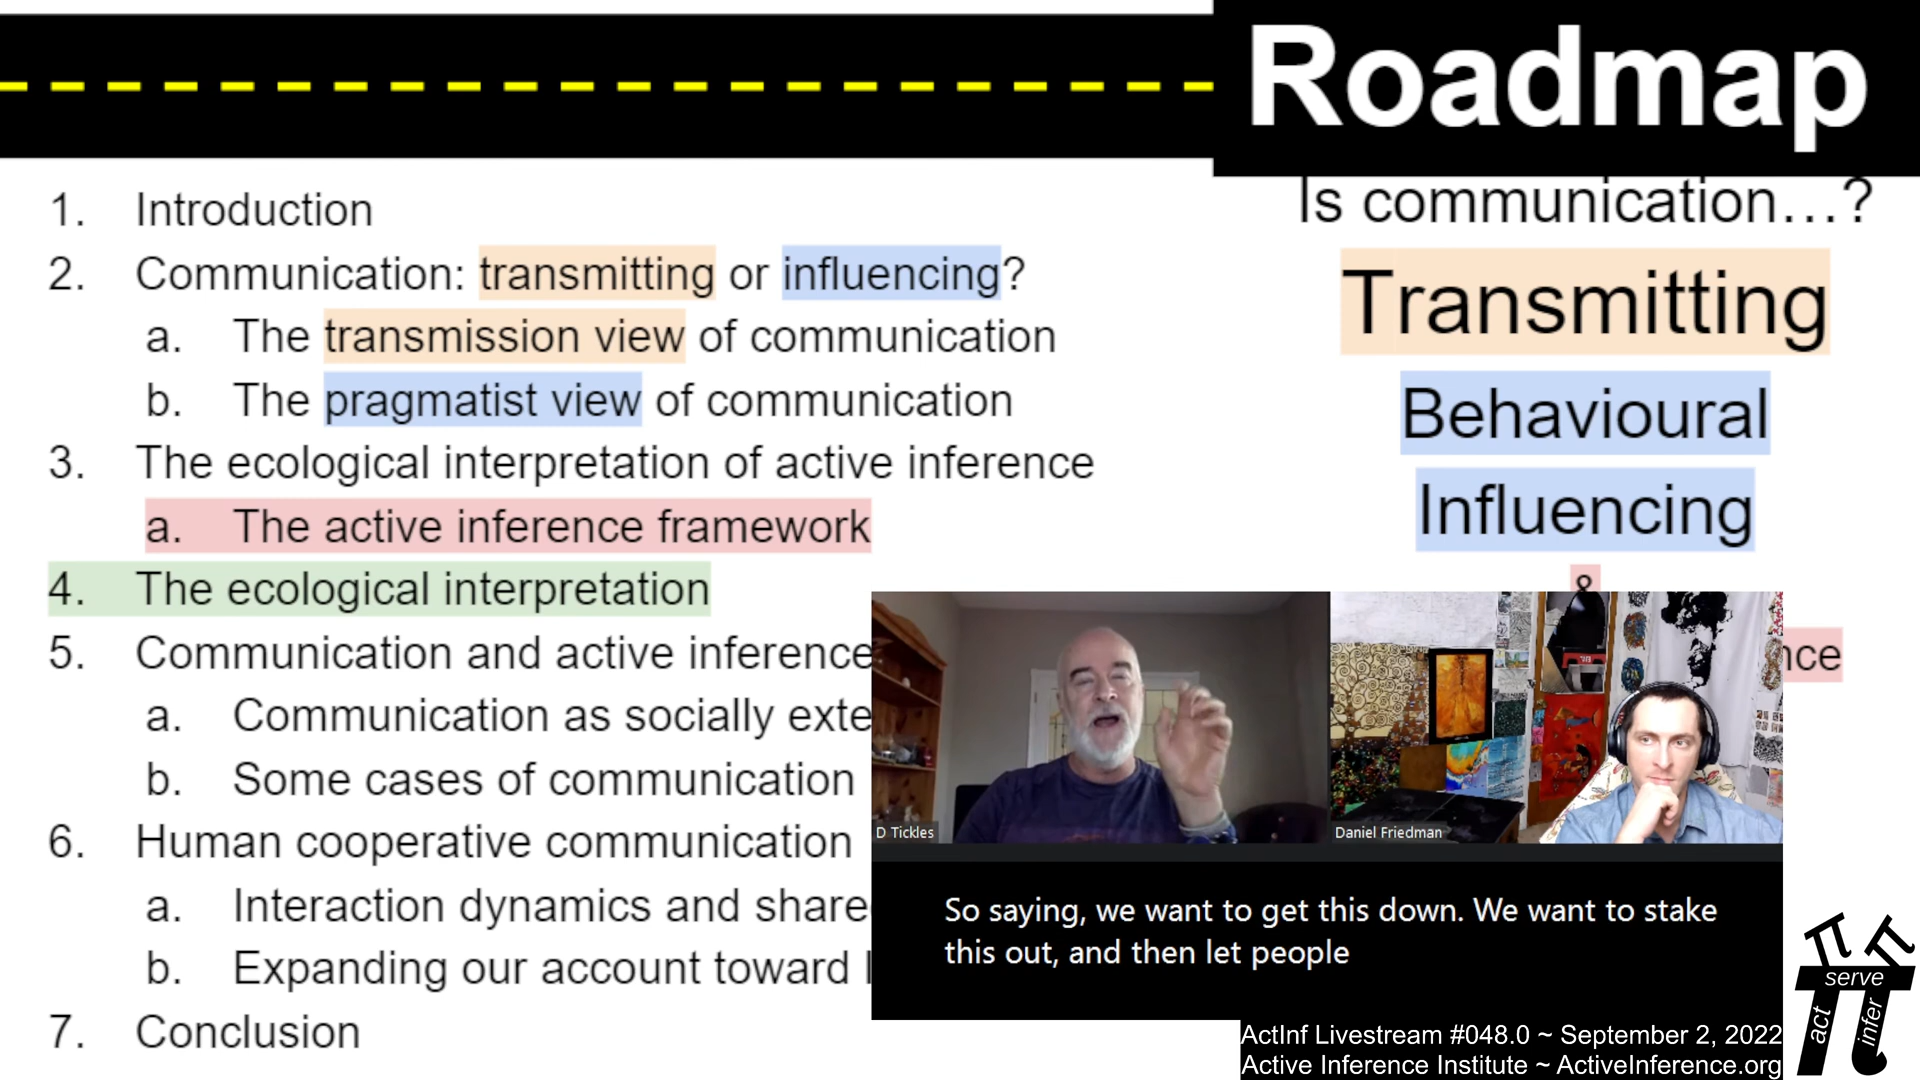 Roadmap
1. Introduction
2. Communication: transmitting or influencing?
a. The transmission view of communication
b. The pragmatist view of communication
3. The ecological interpretation of active inference
a. The active inference framework
4. The ecological interpretation
5. Communication and active inference
a. Communication as socially exte
b. Some cases of communication
6. Human cooperative communication
a. Interaction dynamics and share
b. Expanding our account toward
7. Conclusion
Is communication…?
Transmitting
Behavioural
Influencing
&
nce
D Tickles
Daniel Friedman
So saying, we want to get this down. We want to stake
this out, and then let people
serve
act
infer
ActInf Livestream #048.0 ~ September 2, 2022
Active Inference Institute ~ ActiveInference.org